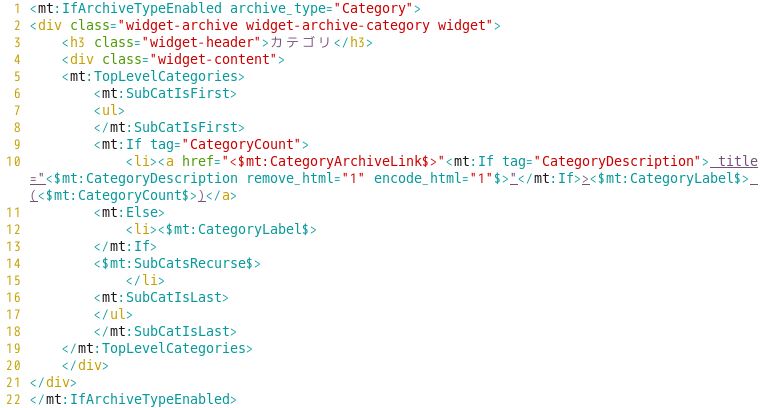 1 <mt:IfArchiveTypeEnabled archive_type="Category">
2 <div class="widget-archive widget-archive-category widget">
3     <h3 class="widget-header">カテゴリ</h3>
4     <div class="widget-content">
5     <mt:TopLevelCategories>
6         <mt:SubCatIsFirst>
7         <ul>
8         </mt:SubCatIsFirst>
9         <mt:If tag="CategoryCount">
10             <li><a href="<$mt:CategoryArchiveLink$>"<mt:If tag="CategoryDescription"> title
="<$mt:CategoryDescription remove_html="1" encode_html="1"$>"</mt:If>><$mt:CategoryLabel$>
(<$mt:CategoryCount$>)</a>
11         <mt:Else>
12             <li><$mt:CategoryLabel$>
13         </mt:If>
14         <$mt:SubCatsRecurse$>
15             </li>
16         <mt:SubCatIsLast>
17         </ul>
18         </mt:SubCatIsLast>
19     </mt:TopLevelCategories>
20     </div>
21 </div>
22 </mt:IfArchiveTypeEnabled>